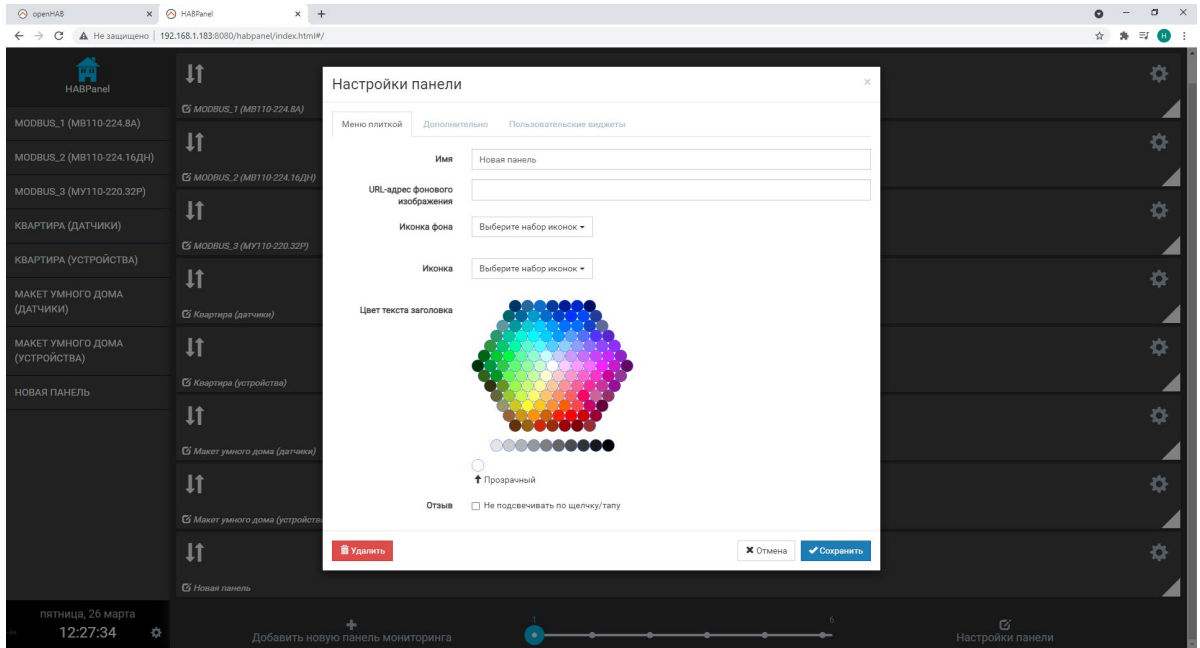 openHAB
HABPanel
Не защищено
192.168.1.183:8080/habpanel/index.html#/
H
HABPanel
MODBUS_1 (МВ110-224.8А)
MODBUS_2 (МВ110-224.16ДН)
MODBUS_3 (МУ110-220.32Р)
КВАРТИРА (ДАТЧИКИ)
КВАРТИРА (УСТРОЙСТВА)
МАКЕТ УМНОГО ДОМА
(ДАТЧИКИ)
МАКЕТ УМНОГО ДОМА
(УСТРОЙСТВА)
НОВАЯ ПАНЕЛЬ
пятница, 26 марта
12:27:34
MODBUS_1 (МВ110-224.8А)
MODBUS_2 (МВ110-224.16ДН)
MODBUS_3 (МУ110-220.32Р)
Квартира (датчики)
Квартира (устройства)
Макет умного дома (датчики)
Макет умного дома (устройств
Новая панель
Настройки панели
×
Меню плиткой
Дополнительно
Пользовательские виджеты
Имя
Новая панель
URL-адрес фонового
изображения
Иконка фона
Выберите набор иконок
Иконка
Выберите набор иконок
Цвет текста заголовка
Прозрачный
Отзыв
Не подсвечивать по щелчку/тапу
Удалить
Отмена
Сохранить
Добавить новую панель мониторинга
1
6
Настройки панели